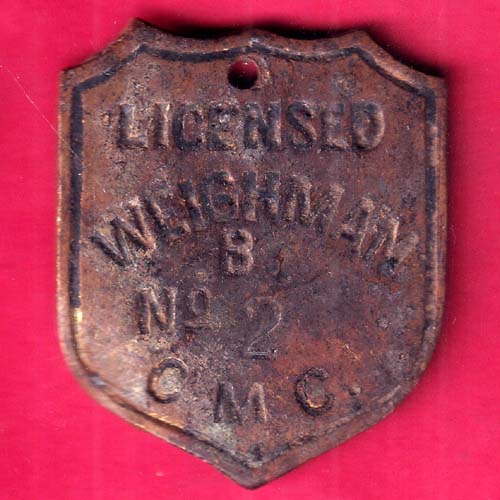 LICENSED
WEIGHMAN
B
No 2
C M C.